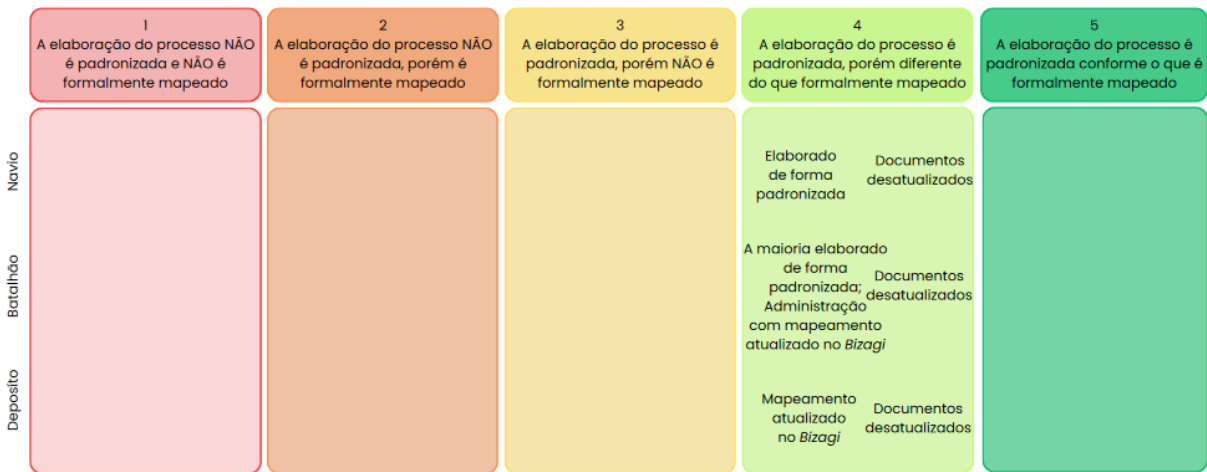 1
A elaboração do processo NÃO
é padronizada e NÃO é
formalmente mapeado
2
A elaboração do processo NÃO
é padronizada, porém é
formalmente mapeado
3
A elaboração do processo é
padronizada, porém NÃO é
formalmente mapeado
4
A elaboração do processo é
padronizada, porém diferente
do que formalmente mapeado
5
A elaboração do processo é
padronizada conforme o que é
formalmente mapeado
Navio
Elaborado
de forma
padronizada
Documentos
desatualizados
Batalhão
A maioria elaborado
de forma
padronizada;
Administração
com mapeamento
atualizado no Bizagi
Documentos
desatualizados
Deposíto
Mapeamento
atualizado
no Bizagi
Documentos
desatualizados